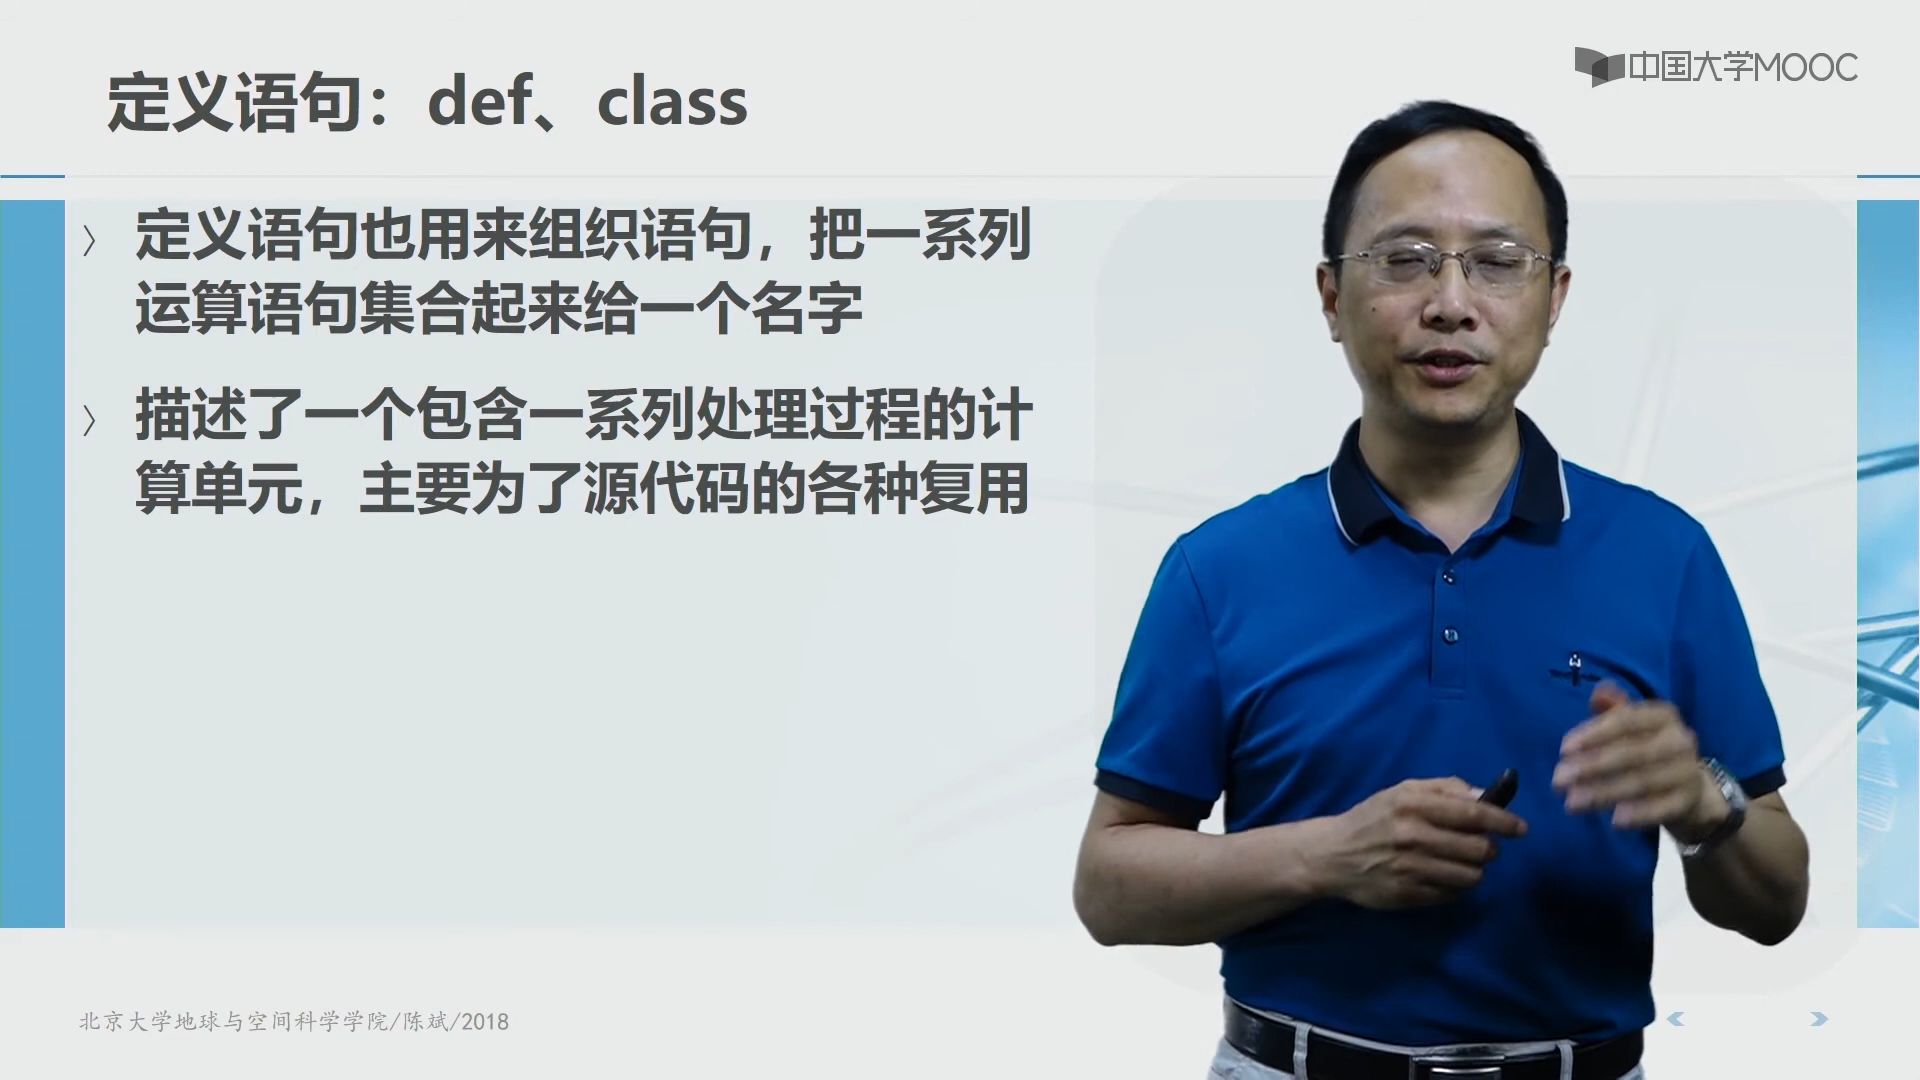 中国大学MOOC
定义语句：def、class
〉 定义语句也用来组织语句，把一系列
运算语句集合起来给一个名字
〉 描述了一个包含一系列处理过程的计
算单元，主要为了源代码的各种复用
北京大学地球与空间科学学院/陈斌/2018